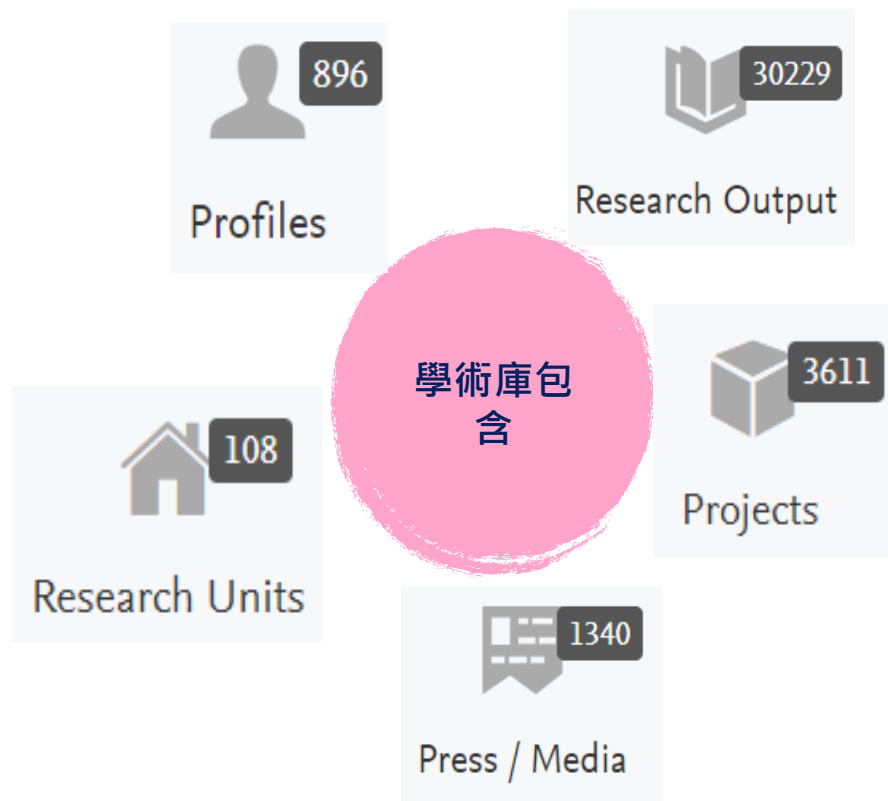 896
Profiles
30229
Research Output
學術庫包
含
3611
Projects
108
Research Units
1340
Press / Media